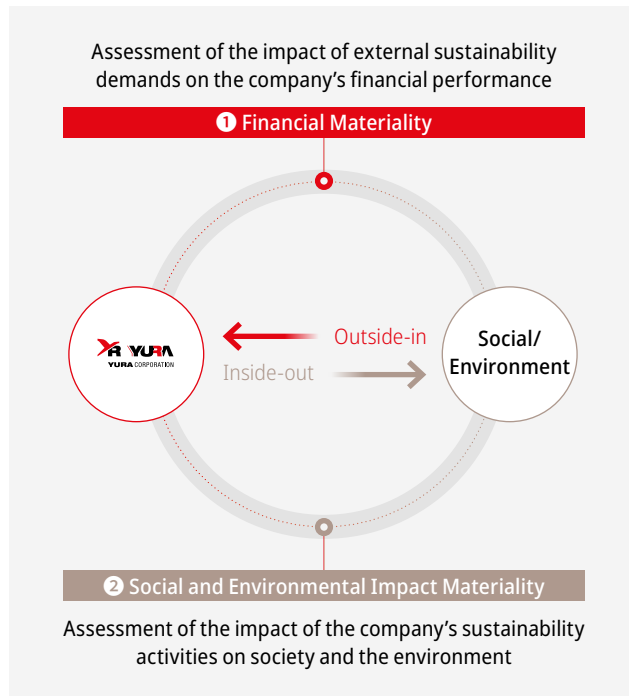 Assessment of the impact of external sustainability
demands on the company's financial performance
❶ Financial Materiality
YR YURA
YURA CORPORATION
Outside-in
Inside-out
Social/
Environment
❷ Social and Environmental Impact Materiality
Assessment of the impact of the company's sustainability
activities on society and the environment